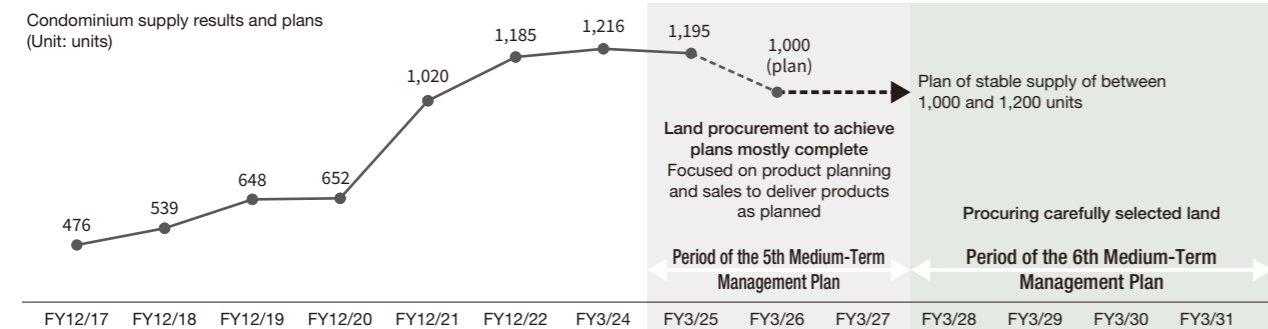 Condominium supply results and plans
(Unit: units)
476
539
648
652
1,020
1,185
1,216
1,195
1,000
(plan)
Plan of stable supply of between
1,000 and 1,200 units
Land procurement to achieve
plans mostly complete
Focused on product planning
and sales to deliver products
as planned
Procuring carefully selected land
Period of the 5th Medium-Term
Management Plan
Period of the 6th Medium-Term
Management Plan
FY12/17 FY12/18 FY12/19 FY12/20 FY12/21 FY12/22 FY3/24 FY3/25 FY3/26 FY3/27 FY3/28 FY3/29 FY3/30 FY3/31